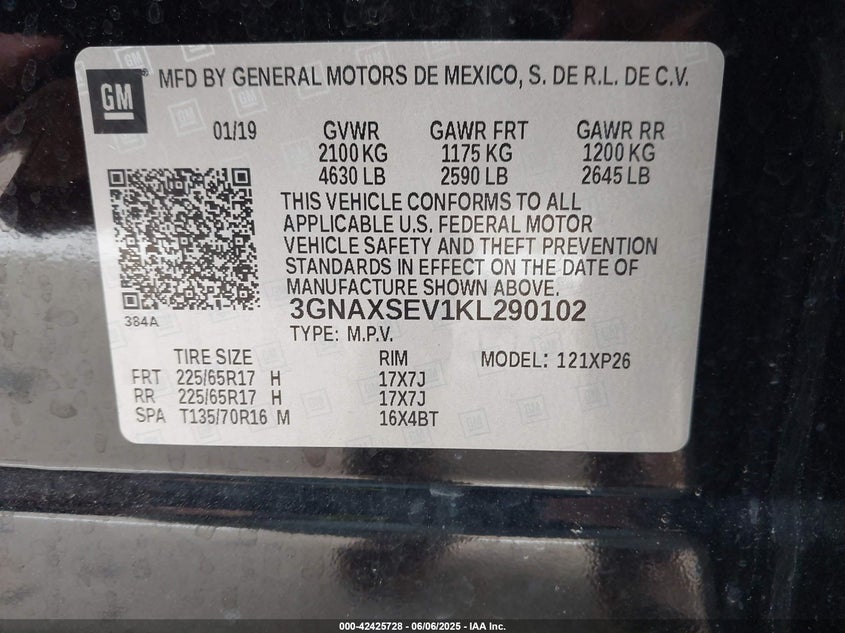 GM MFD BY GENERAL MOTORS DE MEXICO, S. DE R.L. DE C.V.
01/19 GVWR GAWR FRT GAWR RR
2100 KG 1175 KG 1200 KG
4630 LB 2590 LB 2645 LB
THIS VEHICLE CONFORMS TO ALL
APPLICABLE U.S. FEDERAL MOTOR
VEHICLE SAFETY AND THEFT PREVENTION
STANDARDS IN EFFECT ON THE DATE OF
MANUFACTURE SHOWN ABOVE.
3GNAXSEV1KL290102
384A
TYPE: M.P.V.
TIRE SIZE RIM MODEL: 121XP26
FRT 225/65R17 H 17X7J
RR 225/65R17 H 17X7J
SPA T135/70R16 M 16X4BT
000-42425728 - 06/06/2025 - IAA Inc.